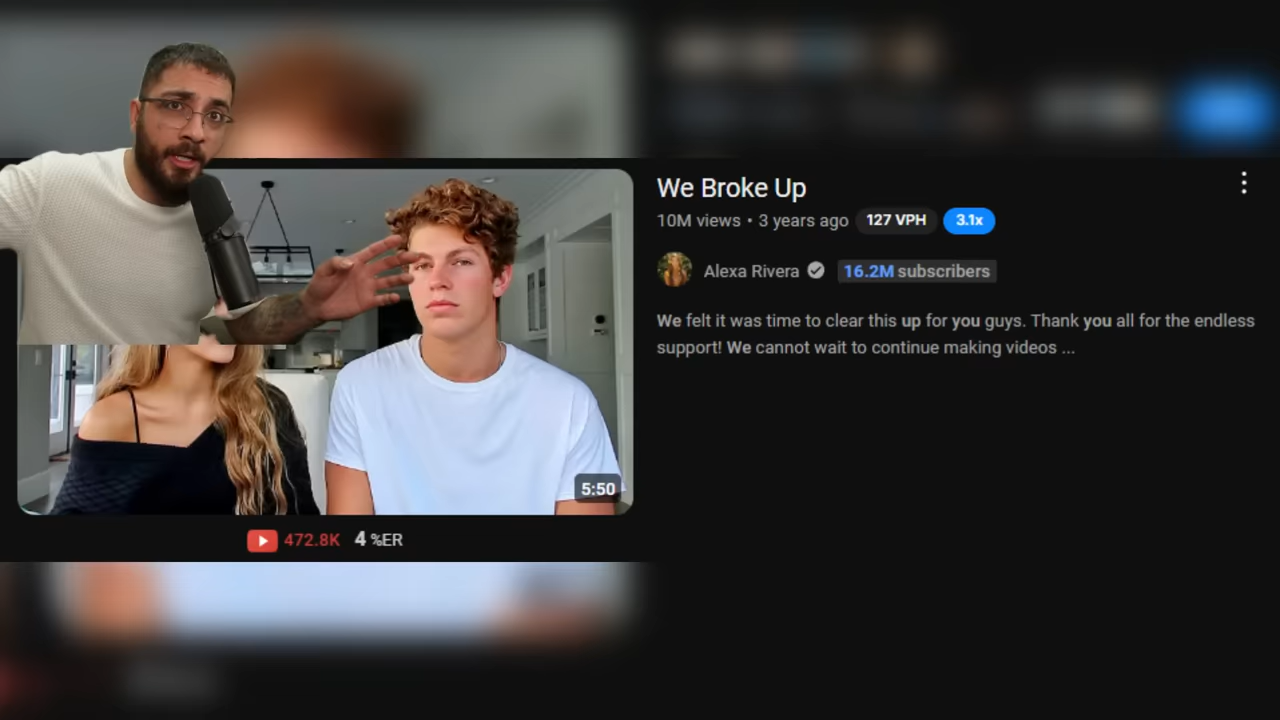 We Broke Up
10M views • 3 years ago 127 VPH 3.1x
Alexa Rivera 16.2M subscribers
We felt it was time to clear this up for you guys. Thank you all for the endless
support! We cannot wait to continue making videos ...
5:50
472.8K 4 %ER